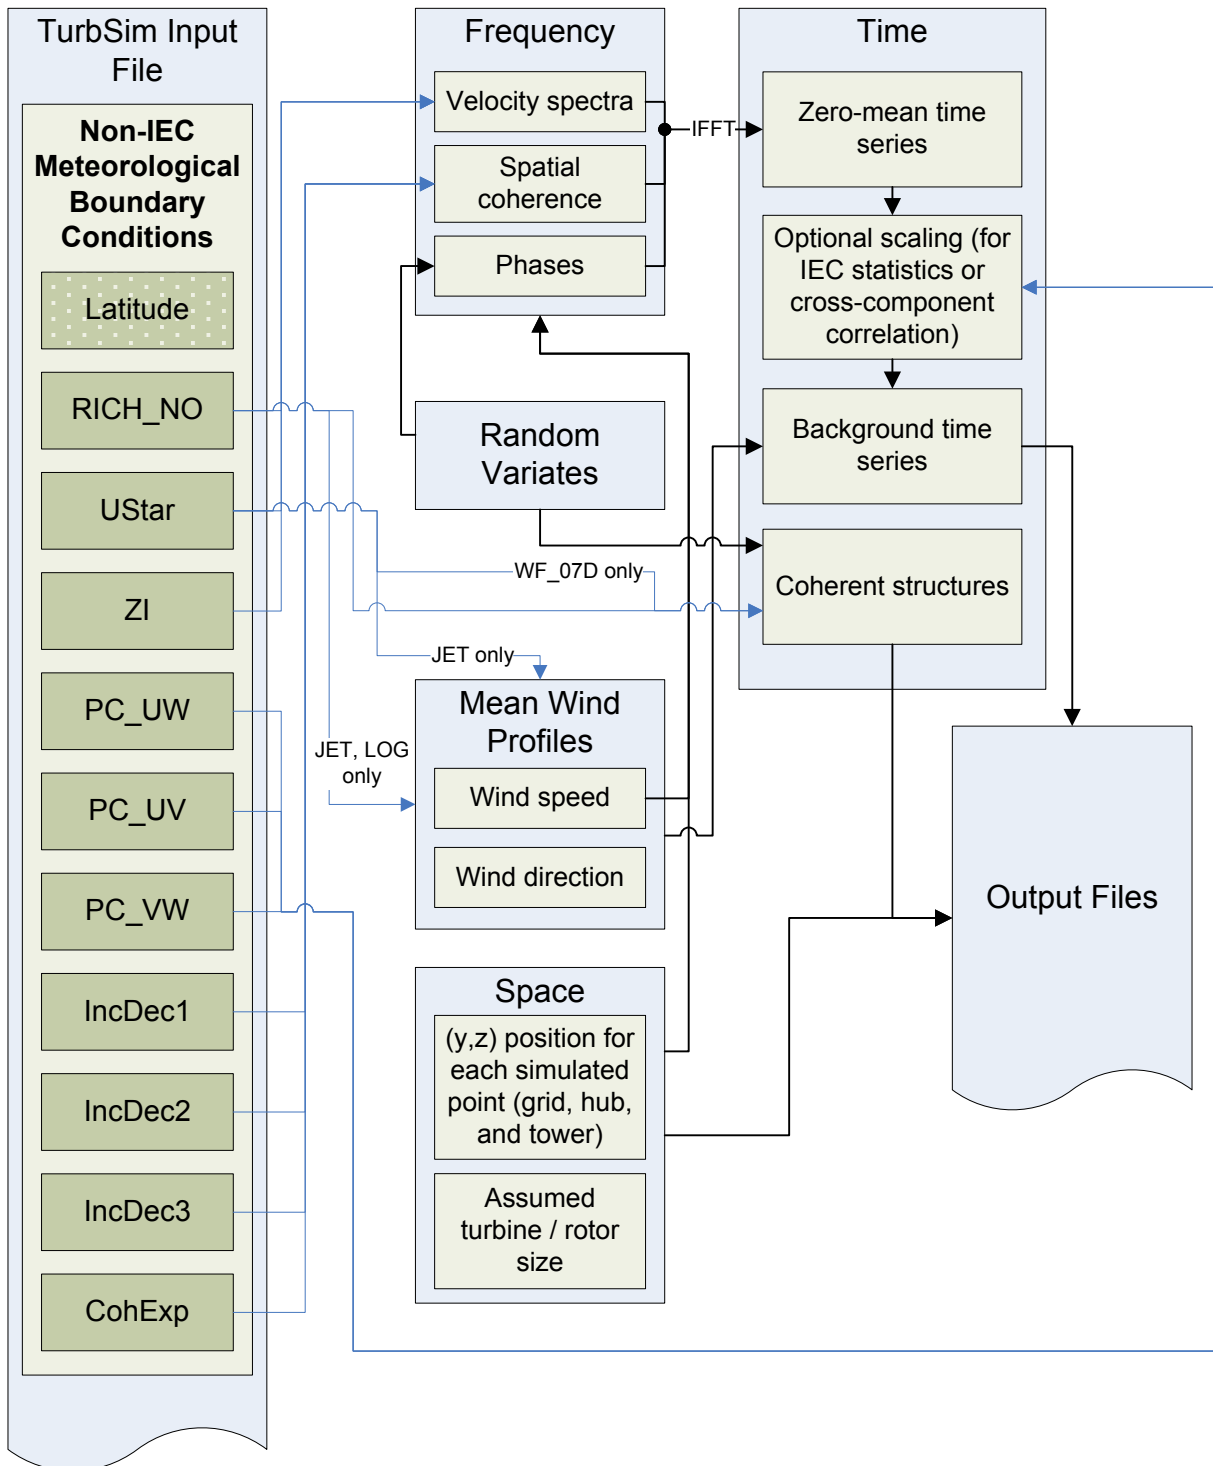 TurbSim Input
File
Non-IEC
Meteorological
Boundary
Conditions
Latitude
RICH_NO
UStar
ZI
PC_UW
PC_UV
PC_VW
IncDec1
IncDec2
IncDec3
CohExp
Frequency
Velocity spectra
Spatial
coherence
Phases
IFFT
Random
Variates
WF_07D only
JET only
JET, LOG
only
Mean Wind
Profiles
Wind speed
Wind direction
Space
(y,z) position for
each simulated
point (grid, hub,
and tower)
Assumed
turbine / rotor
size
Time
Zero-mean time
series
Optional scaling (for
IEC statistics or
cross-component
correlation)
Background time
series
Coherent structures
Output Files